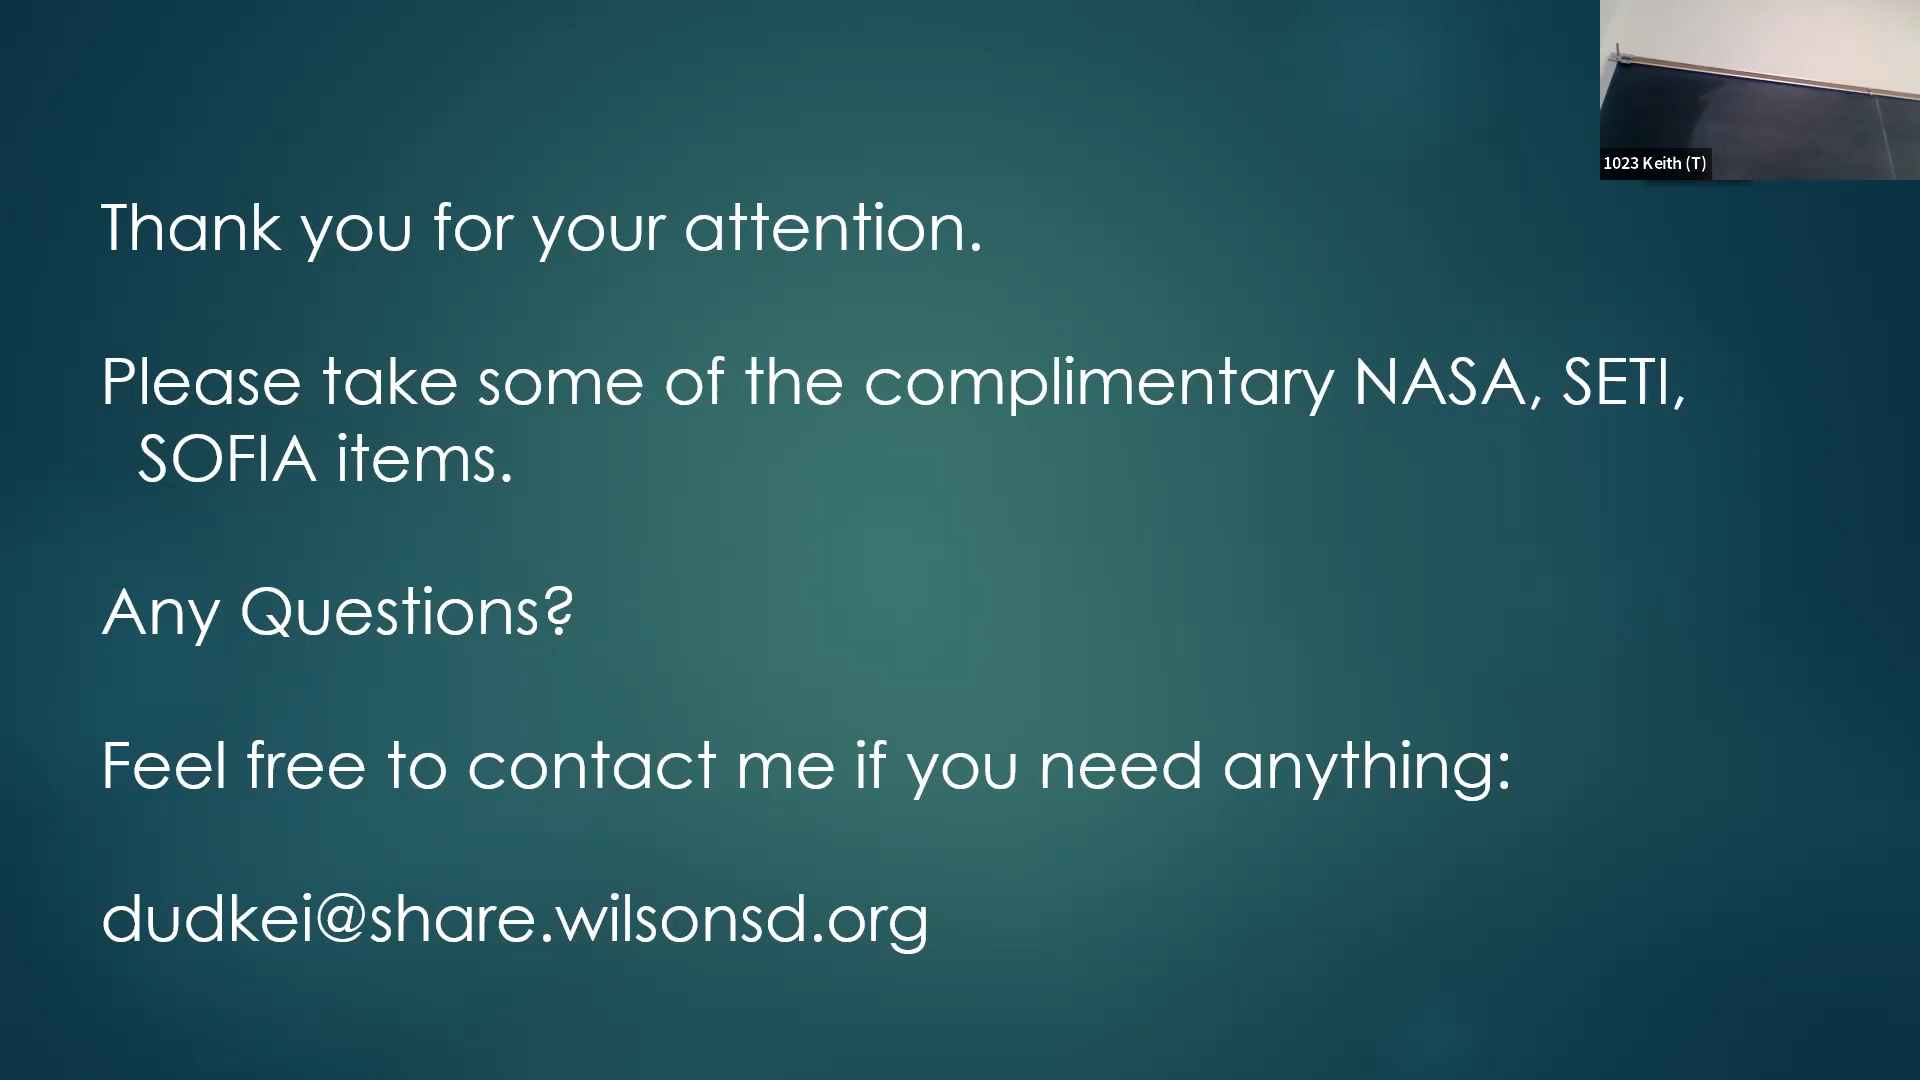 Thank you for your attention.
Please take some of the complimentary NASA, SETI,
SOFIA items.
Any Questions?
Feel free to contact me if you need anything:
dudkei@share.wilsonsd.org
1023 Keith (T)